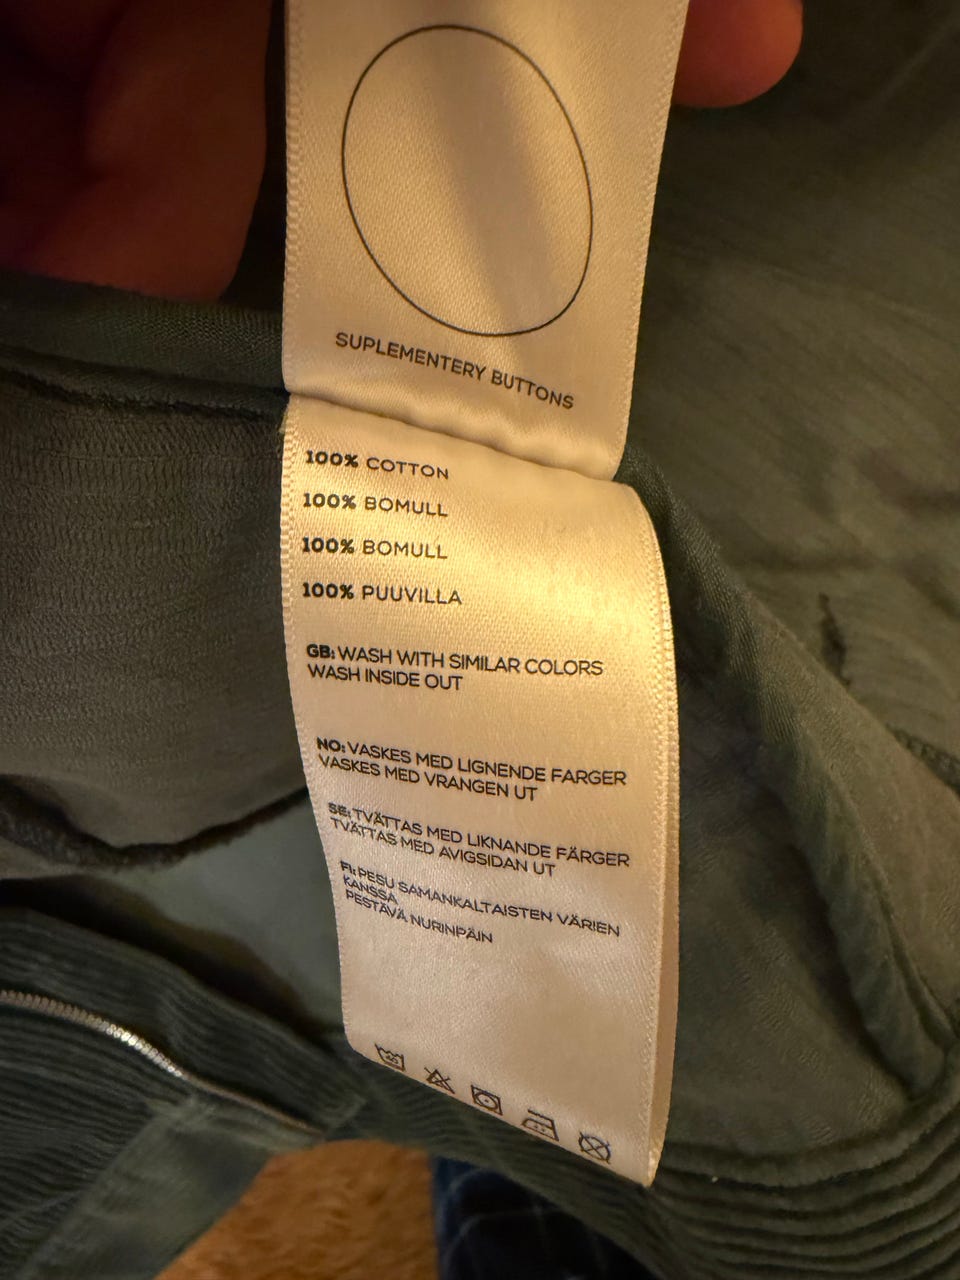 SUPLEMENTERY BUTTONS
100% COTTON
100% BOMULL
100% BOMULL
100% PUUVILLA
GB: WASH WITH SIMILAR COLORS
WASH INSIDE OUT
NO: VASKES MED LIGNENDE FARGER
VASKES MED VRANGEN UT
SE: TVÄTTAS MED LIKNANDE FÄRGER
TVÄTTAS MED AVIGSIDAN UT
FI: PESU SAMANKALTAISTEN VÄRIEN
KANSSA
PESTÄVÄ NURINPÄIN